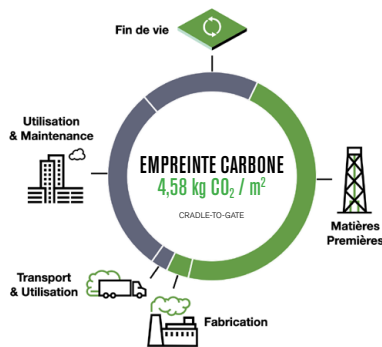 Fin de vie
Utilisation
& Maintenance
EMPREINTE CARBONE
4,58 kg CO₂ / m²
CRADLE-TO-GATE
Matières
Premières
Transport
& Utilisation
Fabrication